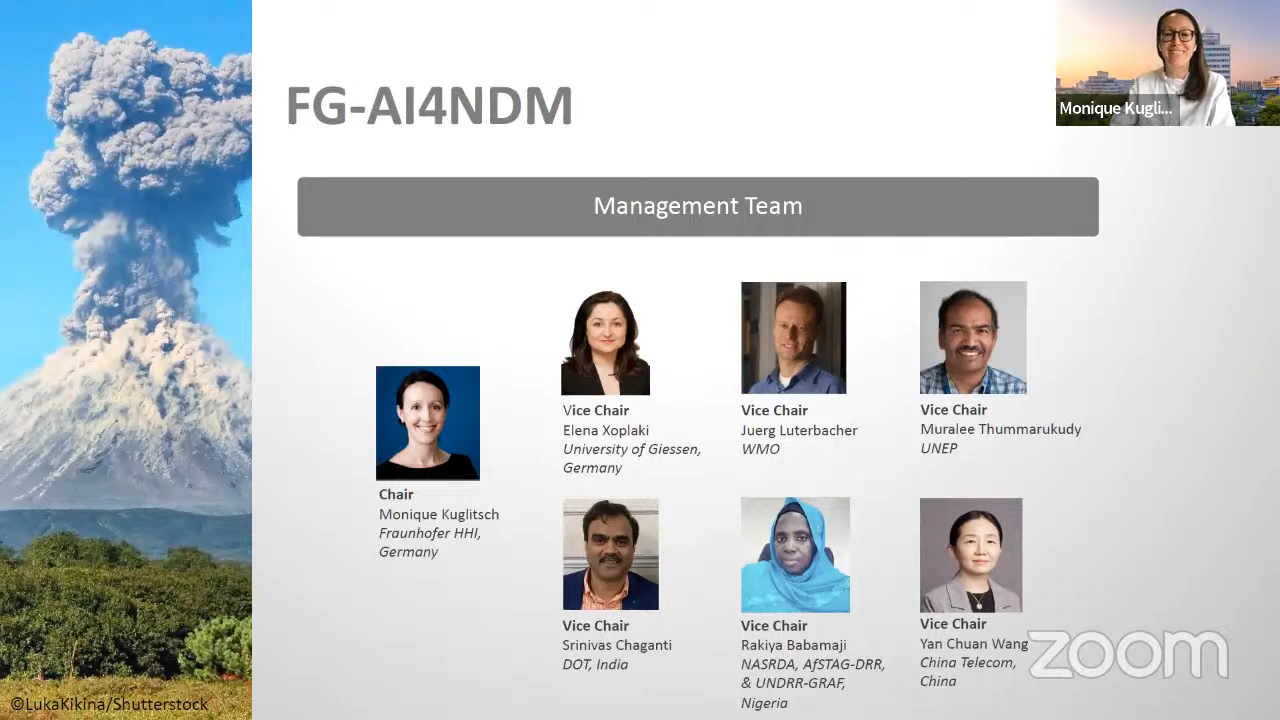 FG-AI4NDM
Monique Kugli...
Management Team
Vice Chair
Elena Xoplaki
University of Giessen,
Germany
Vice Chair
Juerg Luterbacher
WMO
Vice Chair
Muralee Thummarukudy
UNEP
Chair
Monique Kuglitsch
Fraunhofer HHI,
Germany
Vice Chair
Srinivas Chaganti
DOT, India
Vice Chair
Rakiya Babamaji
NASRDA, AfSTAG-DRR,
& UNDRR-GRAF,
Nigeria
Vice Chair
Yan Chuan Wang
China Telecom,
China
zoom
©LukaKikina/Shutterstock